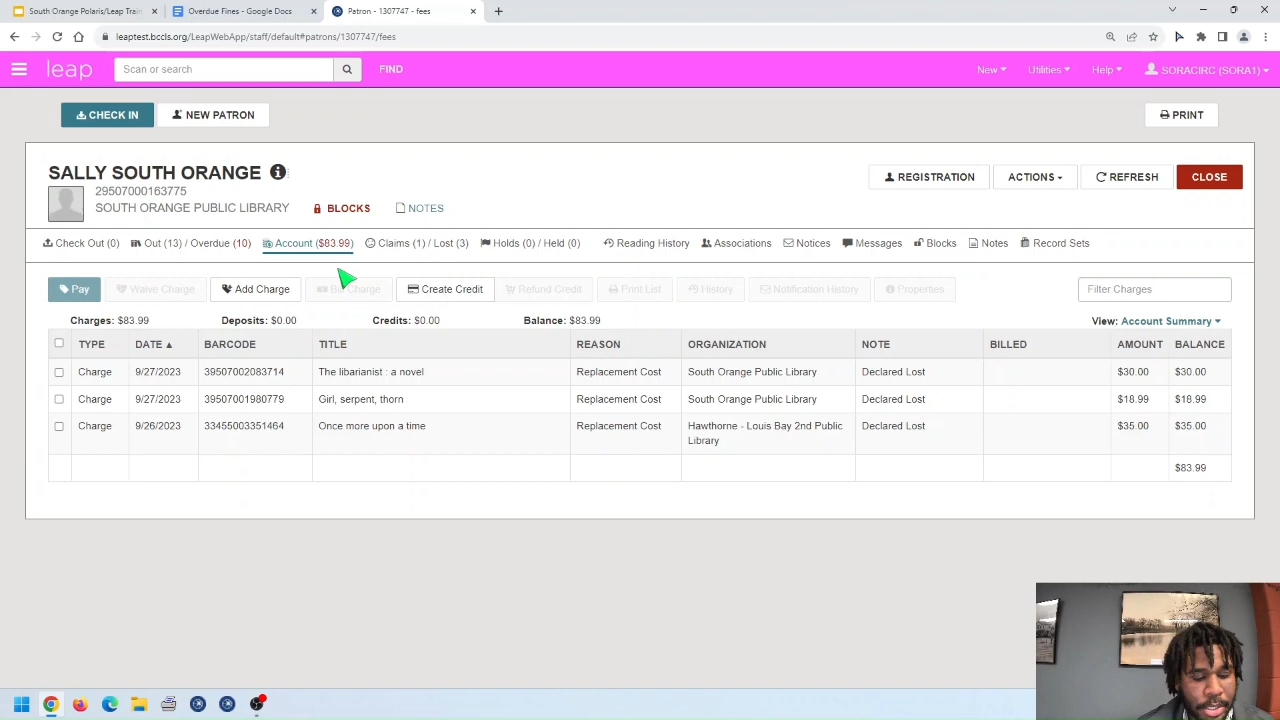 South Orange Polaris/Leap Train
Overdue Fines - Google Docs
Patron - 1307747 - fees
leaptest.bccls.org/LeapWebApp/staff/default#patrons/1307747/fees
leap
Scan or search
FIND
New
Utilities
Help
SORACIRC (SORA1)
CHECK IN
NEW PATRON
PRINT
SALLY SOUTH ORANGE
29507000163775
SOUTH ORANGE PUBLIC LIBRARY
BLOCKS
NOTES
REGISTRATION
ACTIONS
REFRESH
CLOSE
Check Out (0)
Out (13) / Overdue (10)
Account ($83.99)
Claims (1) / Lost (3)
Holds (0) / Held (0)
Reading History
Associations
Notices
Messages
Blocks
Notes
Record Sets
Pay
Waive Charge
Add Charge
Bill Charge
Create Credit
Refund Credit
Print List
History
Notification History
Properties
Filter Charges
Charges: $83.99
Deposits: $0.00
Credits: $0.00
Balance: $83.99
View: Account Summary
TYPE DATE BARCODE TITLE REASON ORGANIZATION NOTE BILLED AMOUNT BALANCE
Charge 9/27/2023 39507002083714 The libarianist : a novel Replacement Cost South Orange Public Library Declared Lost $30.00 $30.00
Charge 9/27/2023 39507001980779 Girl, serpent, thorn Replacement Cost South Orange Public Library Declared Lost $18.99 $18.99
Charge 9/26/2023 33455003351464 Once more upon a time Replacement Cost Hawthorne - Louis Bay 2nd Public Declared Lost $35.00 $35.00
Library
$83.99